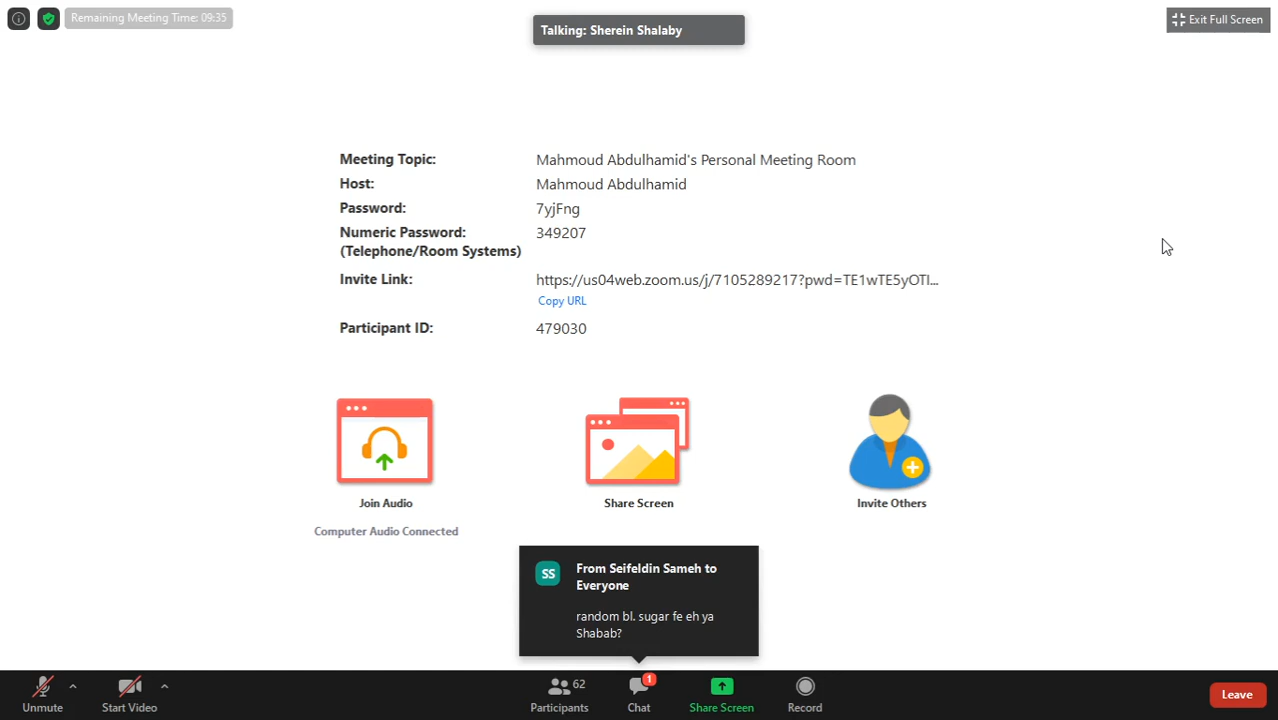 Remaining Meeting Time: 09:35
Talking: Sherein Shalaby
Exit Full Screen
Meeting Topic: Mahmoud Abdulhamid's Personal Meeting Room
Host: Mahmoud Abdulhamid
Password: 7yjFng
Numeric Password: 349207
(Telephone/Room Systems)
Invite Link: https://us04web.zoom.us/j/7105289217?pwd=TE1wTE5yOTI...
Copy URL
Participant ID: 479030
Join Audio
Share Screen
Invite Others
Computer Audio Connected
SS
From Seifeldin Sameh to
Everyone
random bl. sugar fe eh ya
Shabab?
Unmute
Start Video
62
Participants
1
Chat
Share Screen
Record
Leave